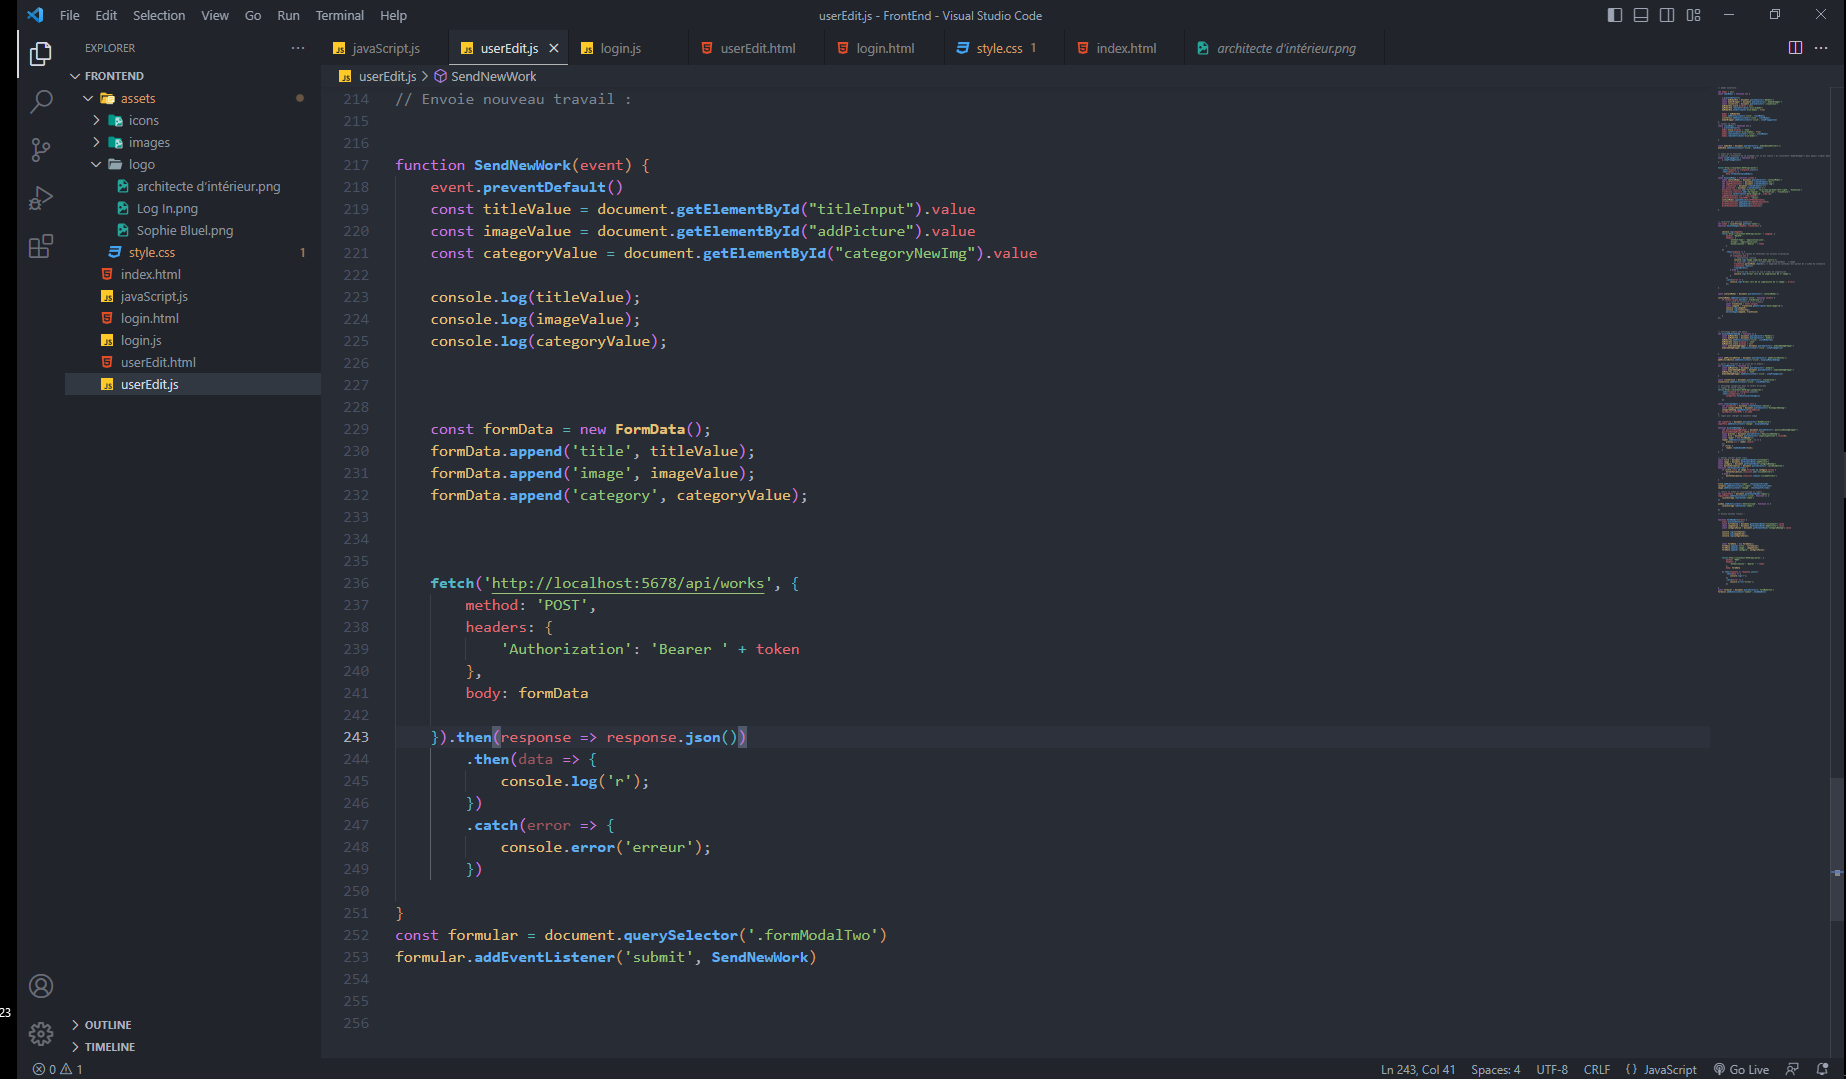 File Edit Selection View Go Run Terminal Help
userEdit.js - FrontEnd - Visual Studio Code
EXPLORER
FRONTEND
assets
icons
images
logo
architecte d'intérieur.png
Log In.png
Sophie Bluel.png
style.css 1
index.html
javaScript.js
login.html
login.js
userEdit.html
userEdit.js
OUTLINE
TIMELINE
23
javaScript.js userEdit.js login.js userEdit.html login.html style.css 1 index.html architecte d'intérieur.png
userEdit.js > SendNewWork
214 // Envoie nouveau travail :
215
216
217 function SendNewWork(event) {
218 event.preventDefault()
219 const titleValue = document.getElementById("titleInput").value
220 const imageValue = document.getElementById("addPicture").value
221 const categoryValue = document.getElementById("categoryNewImg").value
222
223 console.log(titleValue);
224 console.log(imageValue);
225 console.log(categoryValue);
226
227
228
229 const formData = new FormData();
230 formData.append('title', titleValue);
231 formData.append('image', imageValue);
232 formData.append('category', categoryValue);
233
234
235
236 fetch('http://localhost:5678/api/works', {
237 method: 'POST',
238 headers: {
239 'Authorization': 'Bearer ' + token
240 },
241 body: formData
242
243 }).then(response => response.json())
244 .then(data => {
245 console.log('r');
246 })
247 .catch(error => {
248 console.error('erreur');
249 })
250
251 }
252 const formular = document.querySelector('.formModalTwo')
253 formular.addEventListener('submit', SendNewWork)
254
255
256
0 1
Ln 243, Col 41 Spaces: 4 UTF-8 CRLF {} JavaScript Go Live